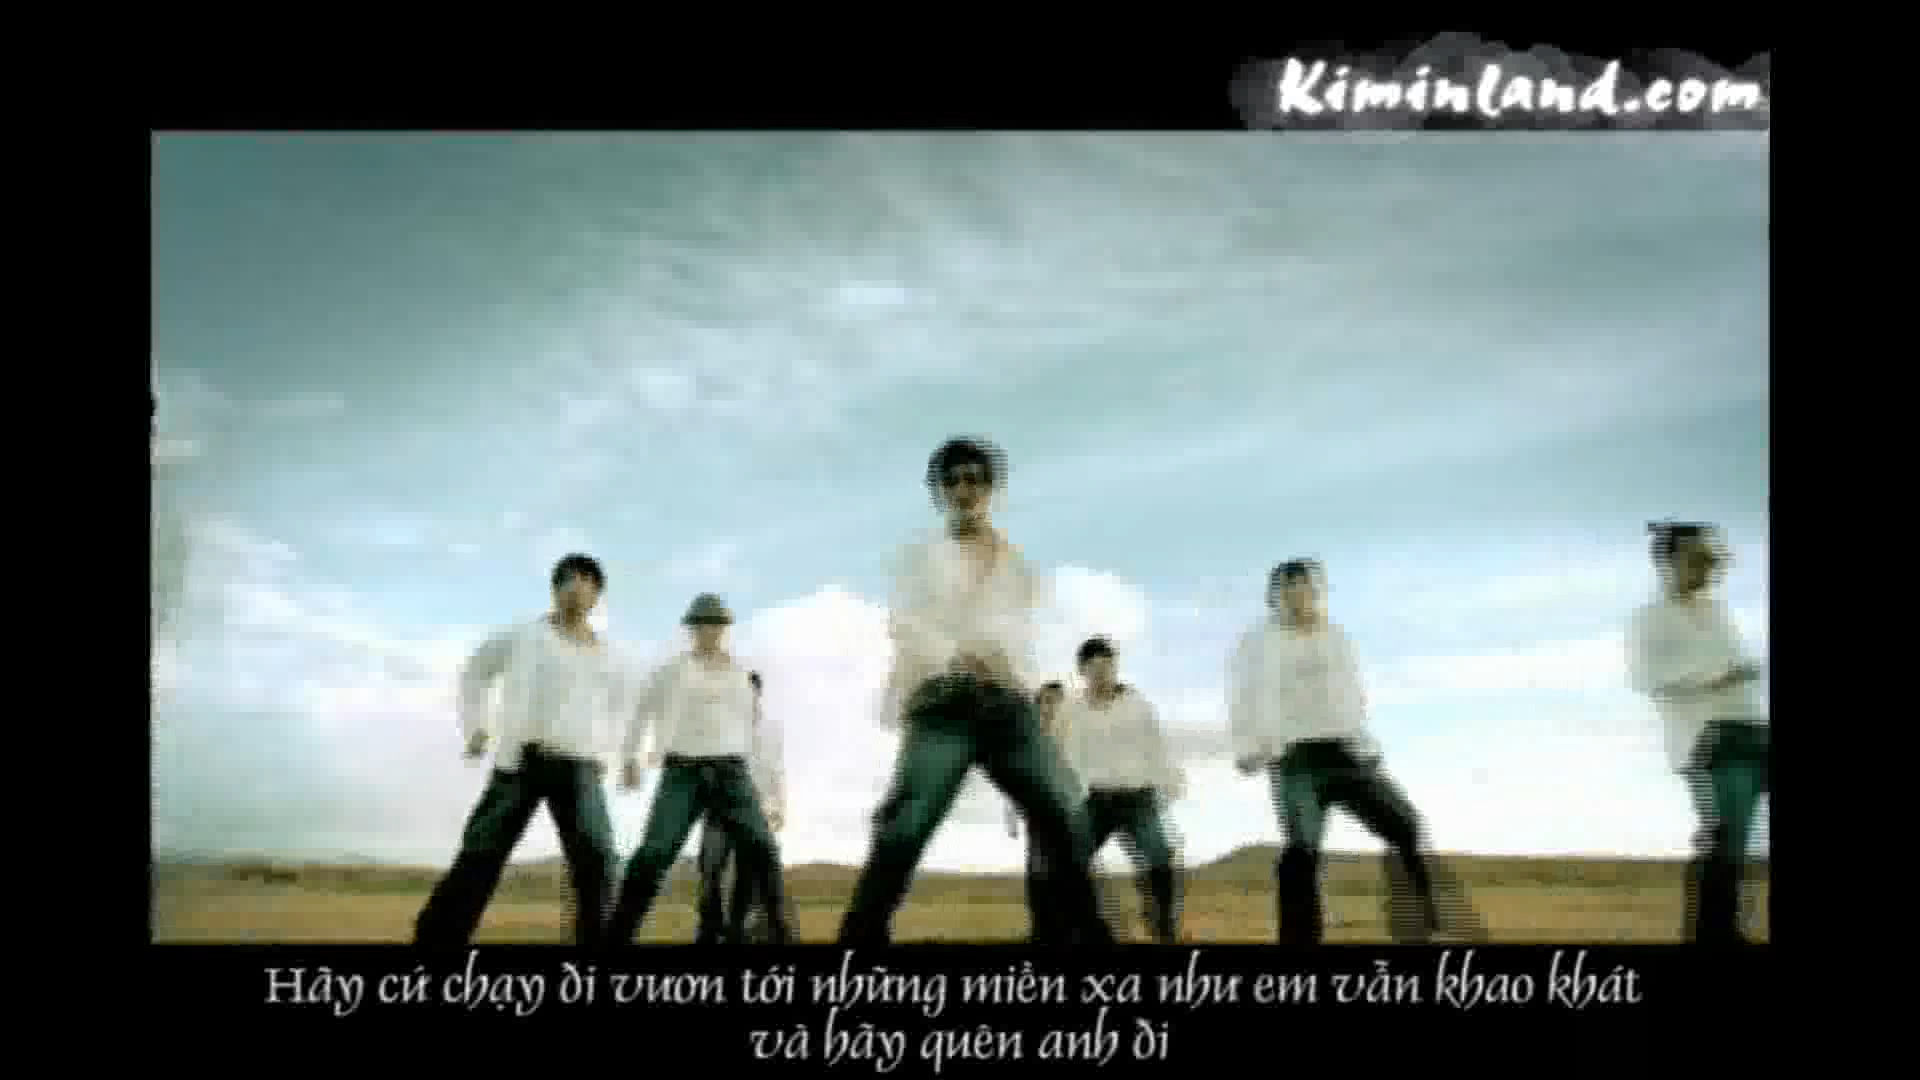 Kiminland.com
Hãy cứ chạy đi vươn tới những miền xa như em vẫn khao khát
và hãy quên anh đi